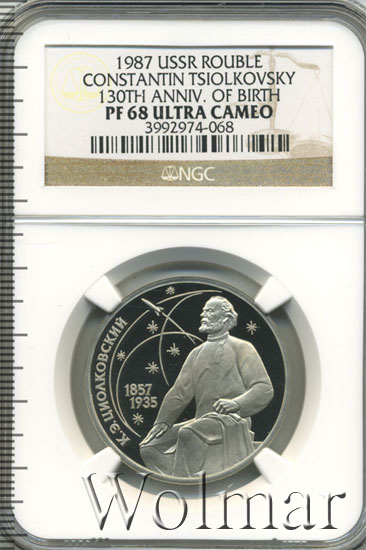 1987 USSR ROUBLE
CONSTANTIN TSIOLKOVSKY
130TH ANNIV. OF BIRTH
PF 68 ULTRA CAMEO
3992974-068
NGC
К.Э.ЦИОЛКОВСКИЙ
1857
1935
Wolmar